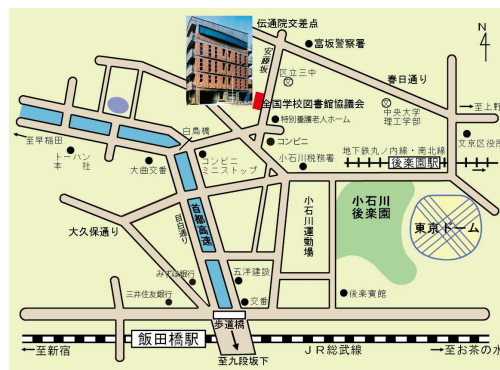 伝通院交差点
N
富坂警察署
安藤坂
区立三中
春日通り
全国学校図書館協議会
中央大学
理工学部
→至上野
特別養護老人ホーム
白鳥橋
←至早稲田
コンビニ
文京区役所
トーハン
本社
大曲交番
コンビニ
ミニストップ
小石川税務署
地下鉄丸ノ内線・南北線
後楽園駅
首都高速
目白通り
小石川運動場
小石川
後楽園
東京ドーム
大久保通り
みずほ銀行
五洋建設
三井住友銀行
交番
後楽賓館
歩道橋
飯田橋駅
←至新宿
至九段坂下
JR総武線
→至お茶の水